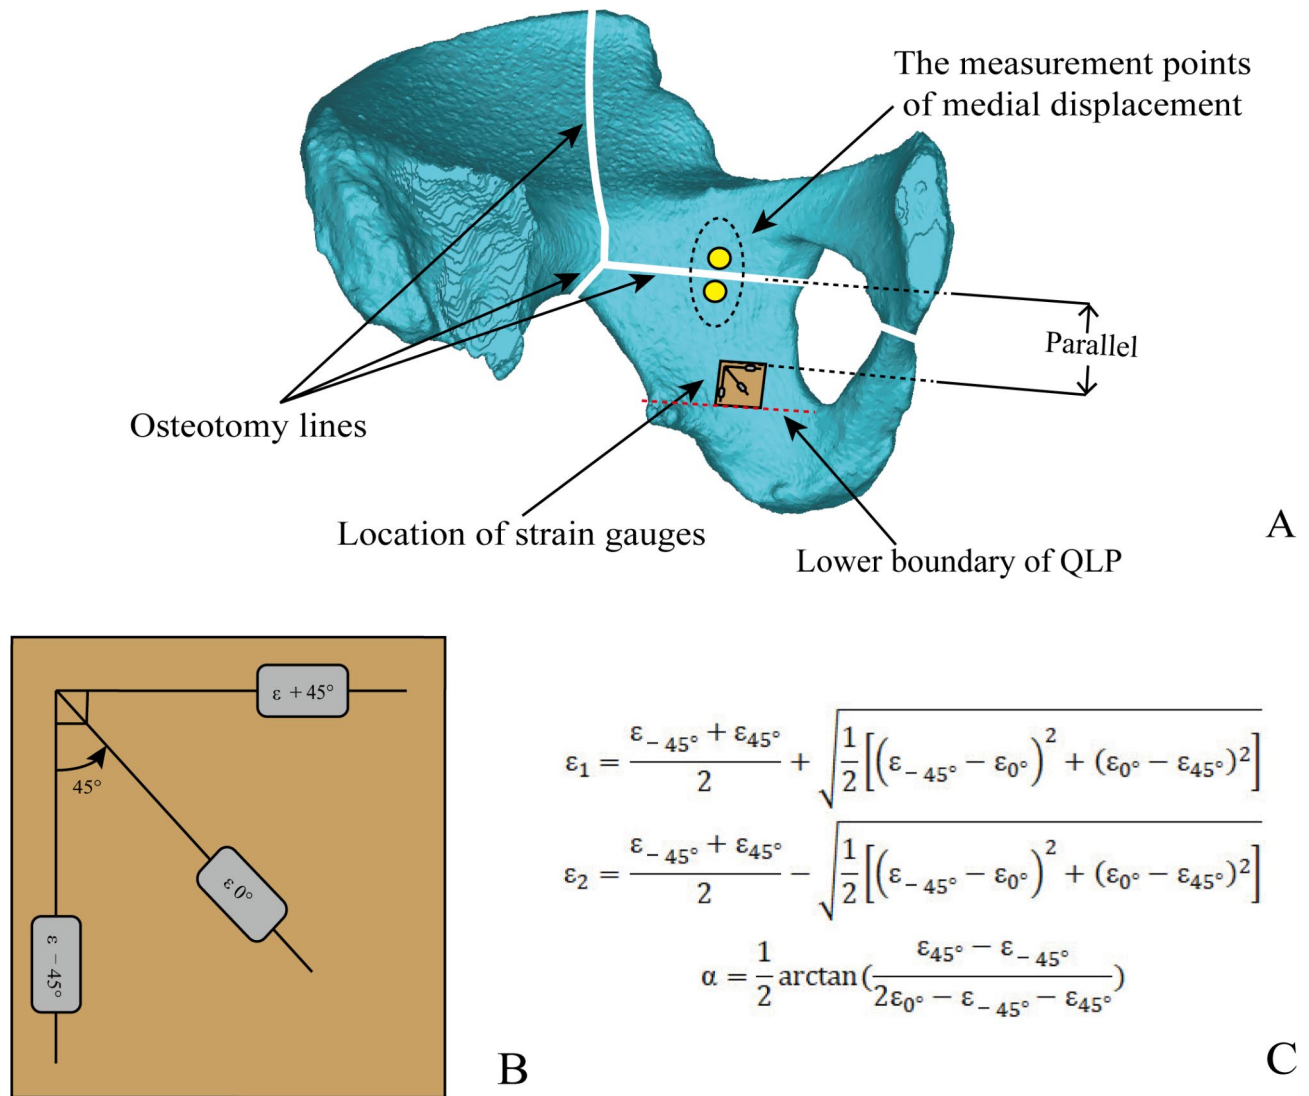 The measurement points
of medial displacement
Parallel
Osteotomy lines
Location of strain gauges
Lower boundary of QLP
A
ε + 45°
45°
ε 0°
ε − 45°
B
ε₁ = (ε₋₄₅° + ε₄₅°)/2 + √(1/2[(ε₋₄₅° − ε₀°)² + (ε₀° − ε₄₅°)²])
ε₂ = (ε₋₄₅° + ε₄₅°)/2 − √(1/2[(ε₋₄₅° − ε₀°)² + (ε₀° − ε₄₅°)²])
α = 1/2 arctan((ε₄₅° − ε₋₄₅°)/(2ε₀° − ε₋₄₅° − ε₄₅°))
C